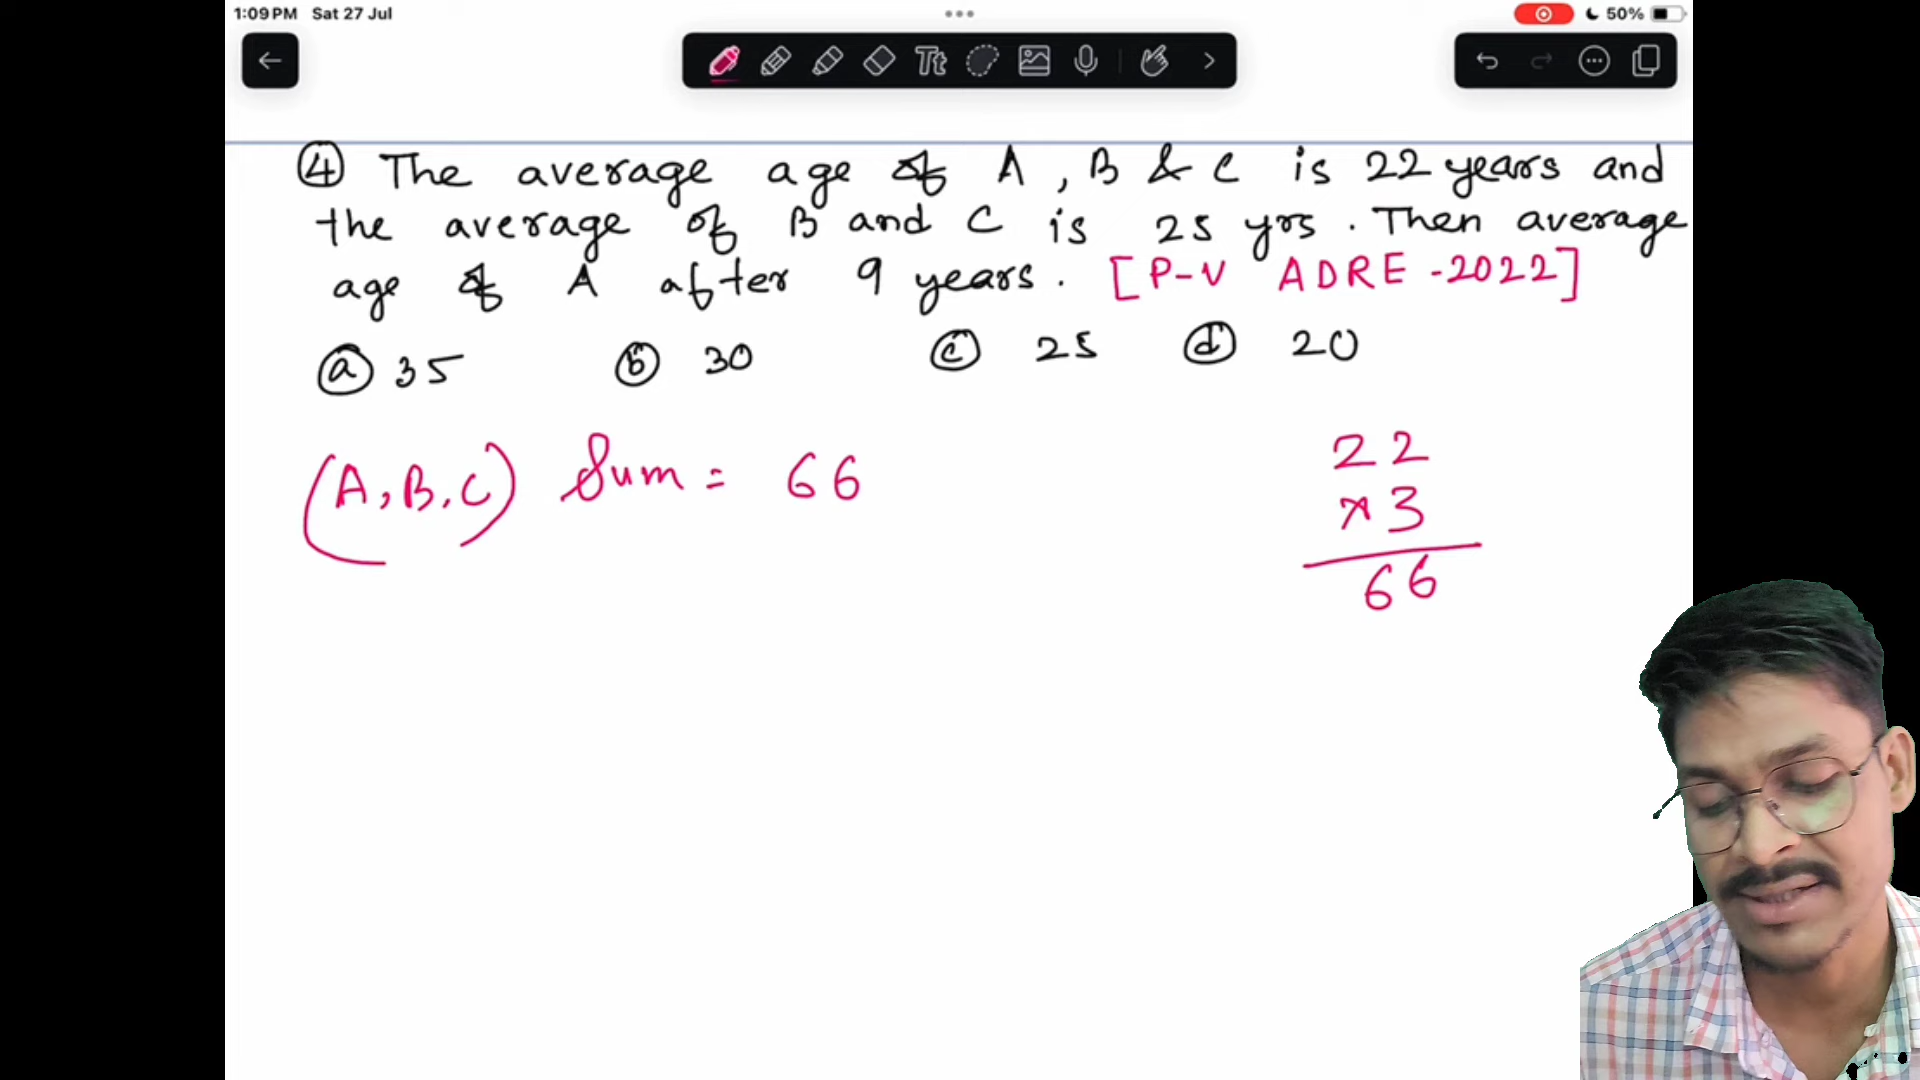 1:09 PM Sat 27 Jul
50%
Tt
④ The average age of A, B & C is 22 years and
the average of B and C is 25 yrs. Then average
age of A after 9 years. [P-V ADRE-2022]
ⓐ 35 ⓑ 30 ⓒ 25 ⓓ 20
(A, B, C) Sum = 66
22
×3
66